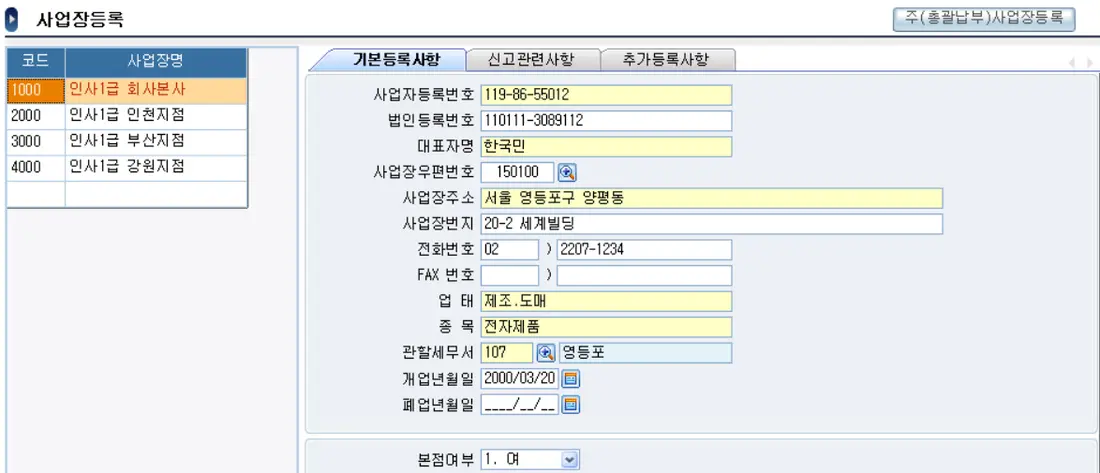 사업장등록
주(총괄납부)사업장등록
코드 사업장명
1000 인사1급 회사본사
2000 인사1급 인천지점
3000 인사1급 부산지점
4000 인사1급 강원지점
기본등록사항 신고관련사항 추가등록사항
사업자등록번호 119-86-55012
법인등록번호 110111-3089112
대표자명 한국민
사업장우편번호 150100
사업장주소 서울 영등포구 양평동
사업장번지 20-2 세계빌딩
전화번호 02 ) 2207-1234
FAX 번호 )
업 태 제조.도매
종 목 전자제품
관할세무서 107 영등포
개업년월일 2000/03/20
폐업년월일 ____/__/__
본점여부 1. 여